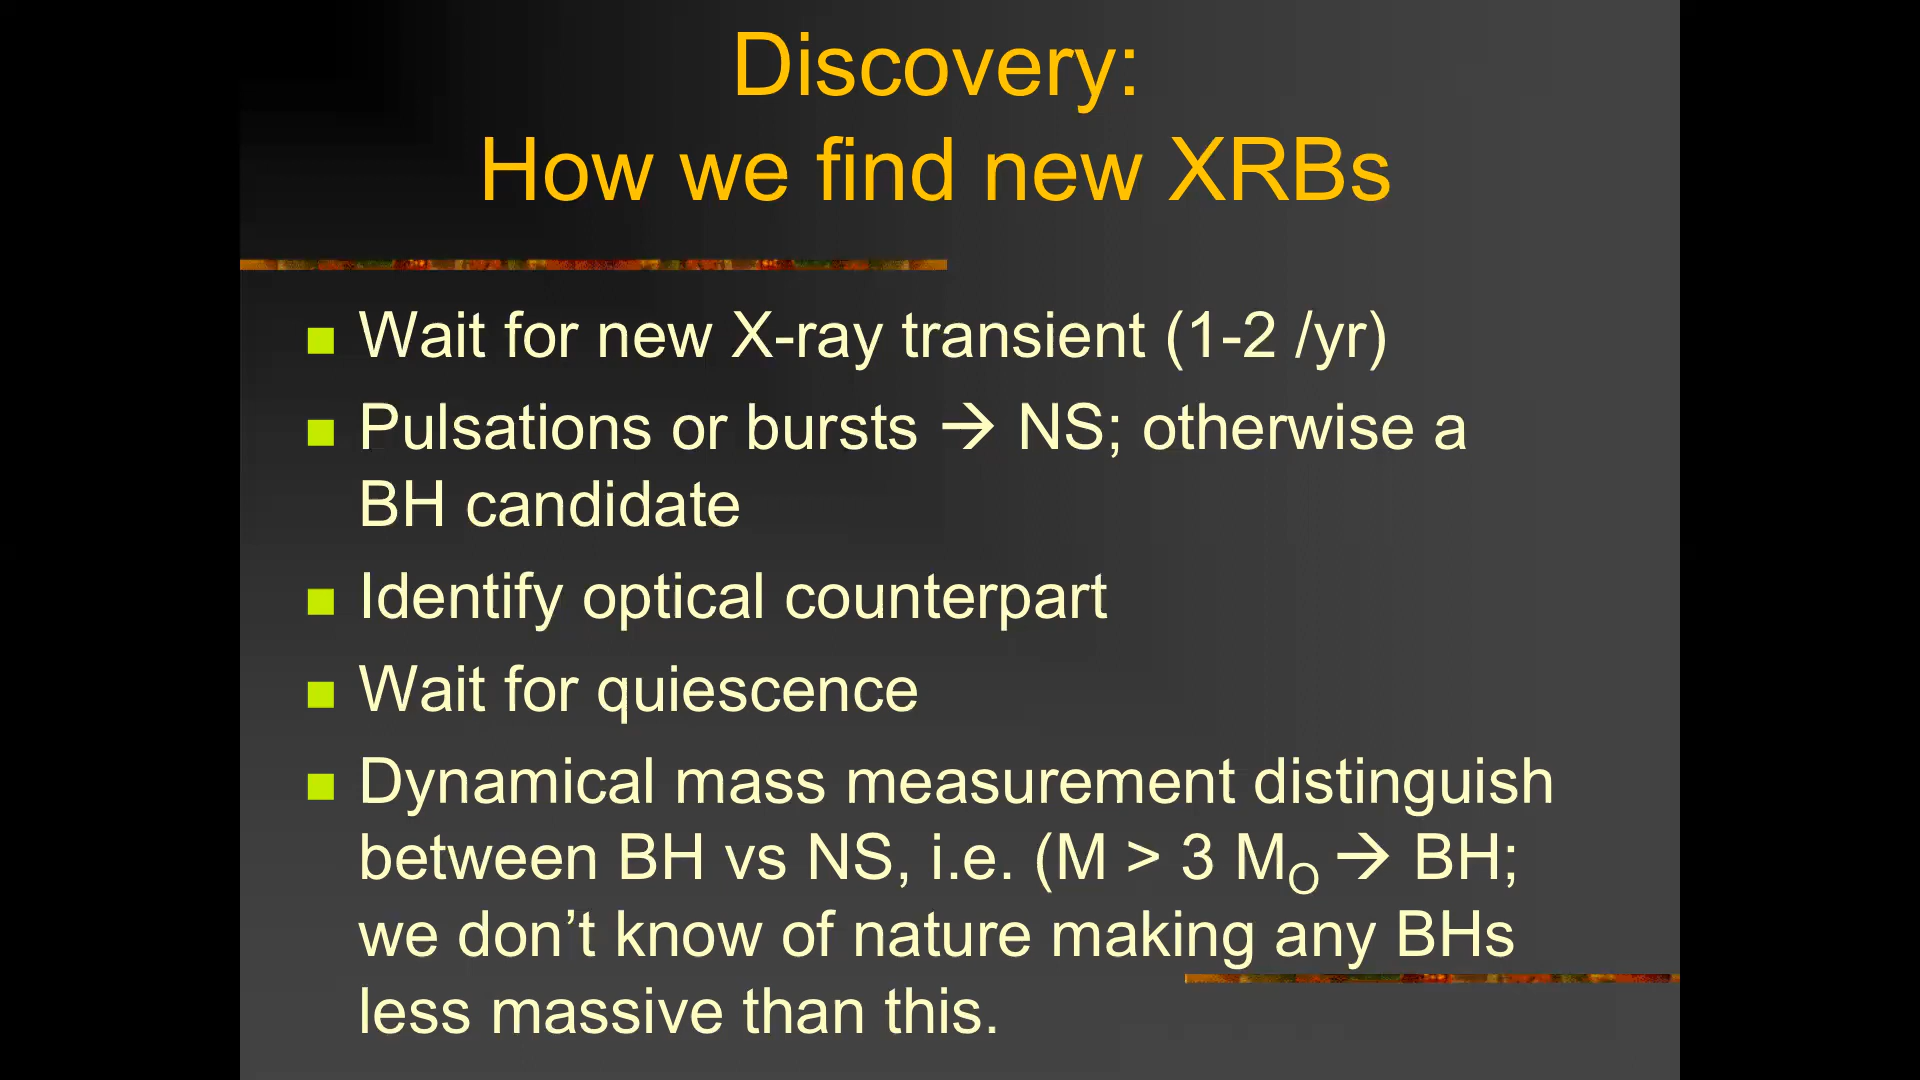 Discovery:
How we find new XRBs
Wait for new X-ray transient (1-2 /yr)
Pulsations or bursts → NS; otherwise a
BH candidate
Identify optical counterpart
Wait for quiescence
Dynamical mass measurement distinguish
between BH vs NS, i.e. (M > 3 MO → BH;
we don’t know of nature making any BHs
less massive than this.